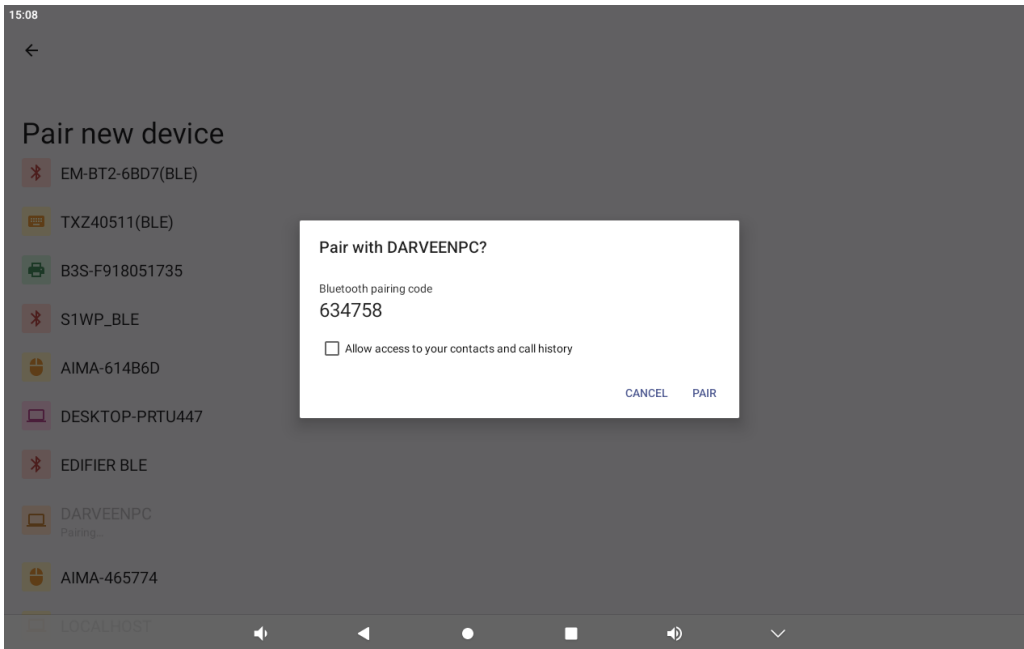 15:08
Pair new device
EM-BT2-6BD7(BLE)
TXZ40511(BLE)
B3S-F918051735
S1WP_BLE
AIMA-614B6D
DESKTOP-PRTU447
EDIFIER BLE
DARVEENPC
Pairing...
AIMA-465774
LOCALHOST
Pair with DARVEENPC?
Bluetooth pairing code
634758
Allow access to your contacts and call history
CANCEL PAIR